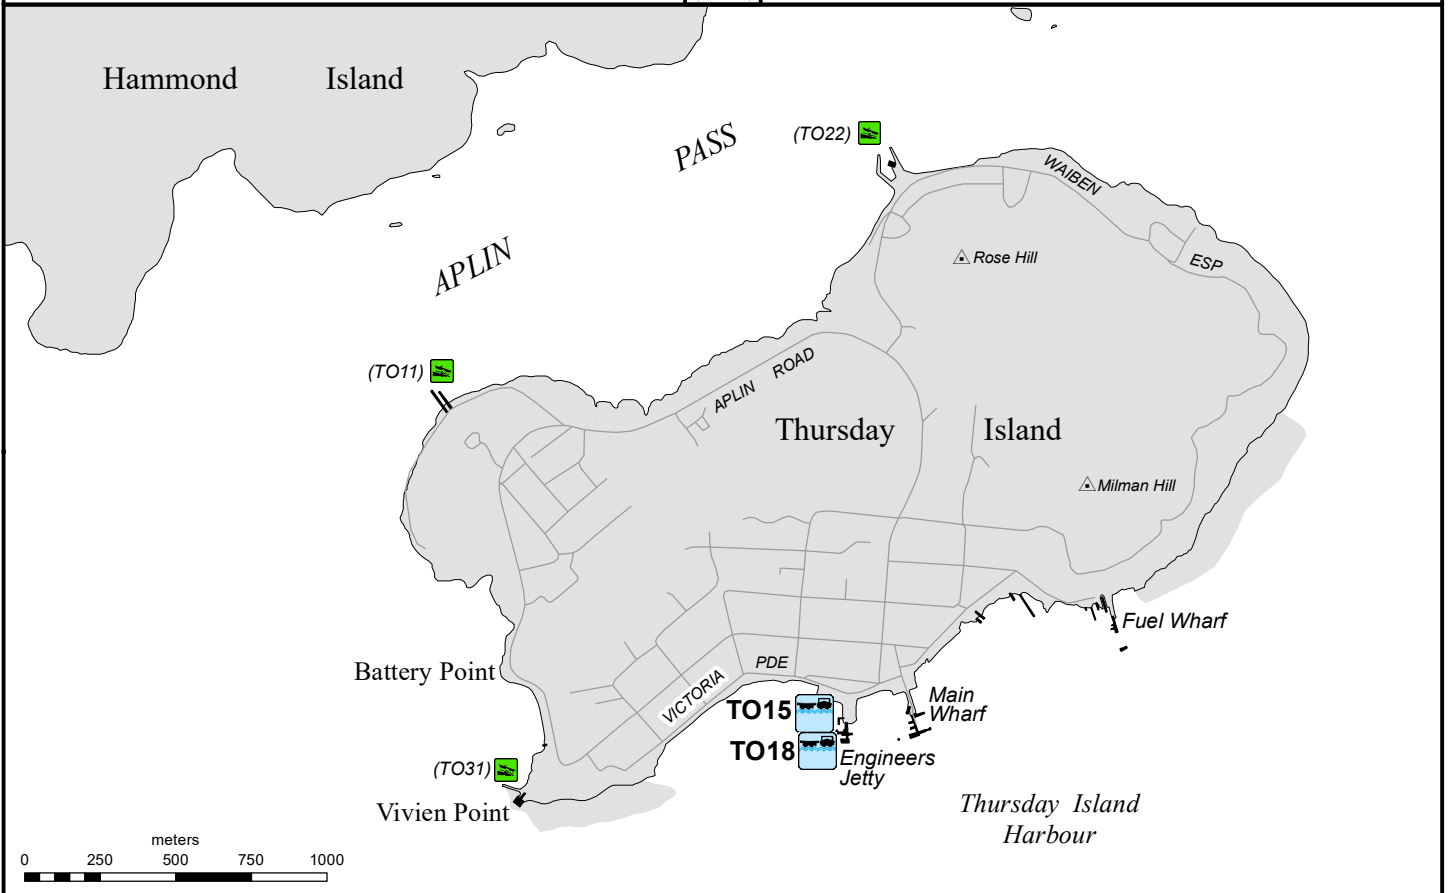 Hammond Island
PASS
(TO22)
WAIBEN
Rose Hill
ESP
APLIN
(TO11)
APLIN ROAD
Thursday Island
Milman Hill
Fuel Wharf
Battery Point
PDE
VICTORIA
Main
Wharf
TO15
TO18
Engineers
Jetty
(TO31)
Vivien Point
Thursday Island
Harbour
meters
0 250 500 750 1000